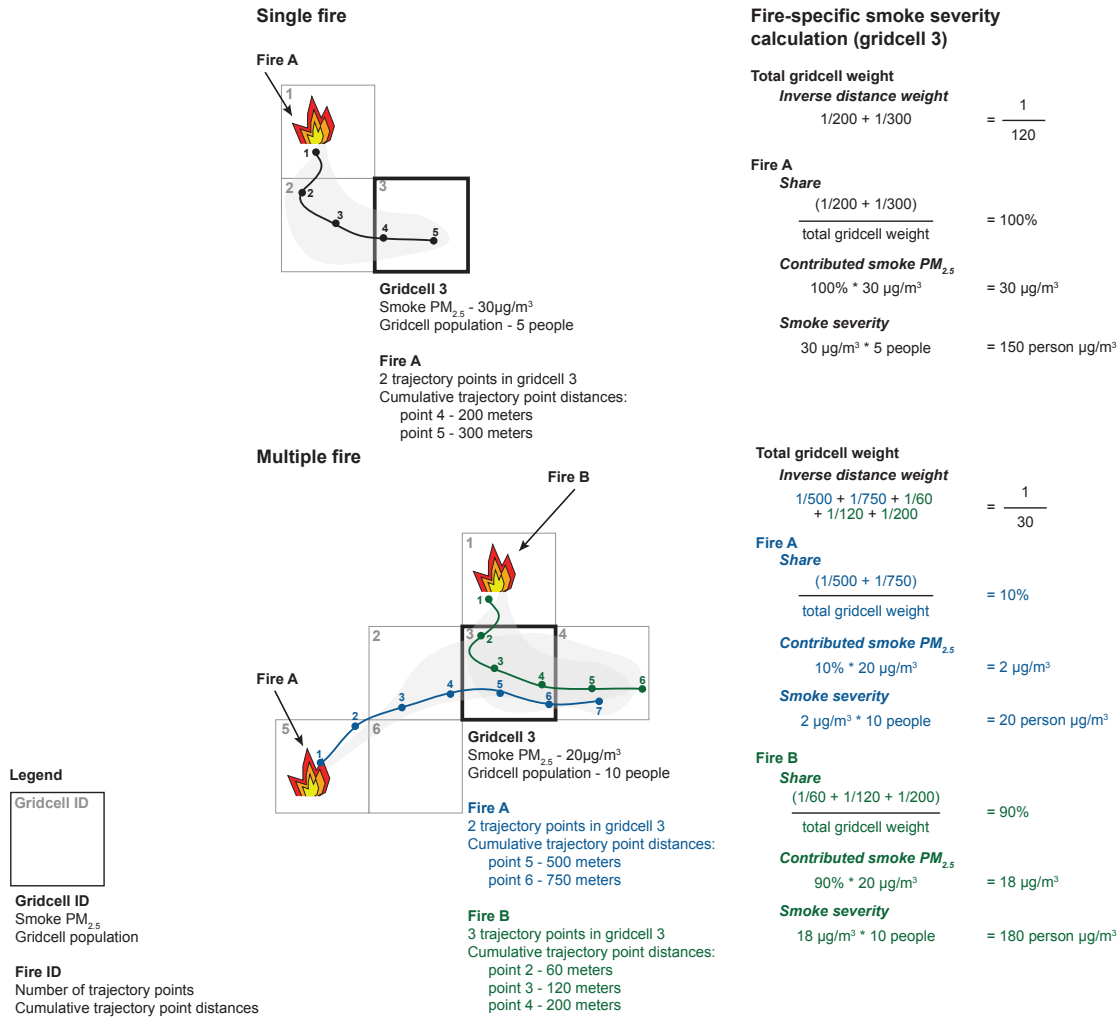 Single fire
Fire A
1
1
2
2
3
3
4
5
Gridcell 3
Smoke PM2.5 - 30µg/m³
Gridcell population - 5 people
Fire A
2 trajectory points in gridcell 3
Cumulative trajectory point distances:
point 4 - 200 meters
point 5 - 300 meters
Fire-specific smoke severity
calculation (gridcell 3)
Total gridcell weight
Inverse distance weight
1/200 + 1/300
= 1
120
Fire A
Share
(1/200 + 1/300)
total gridcell weight
= 100%
Contributed smoke PM2.5
100% * 30 µg/m³ = 30 µg/m³
Smoke severity
30 µg/m³ * 5 people = 150 person µg/m³
Multiple fire
Fire B
1
1
2
3
2
4
3
4
5
6
Fire A
1
2
3
4
5
6
7
5
6
Gridcell 3
Smoke PM2.5 - 20µg/m³
Gridcell population - 10 people
Fire A
2 trajectory points in gridcell 3
Cumulative trajectory point distances:
point 5 - 500 meters
point 6 - 750 meters
Fire B
3 trajectory points in gridcell 3
Cumulative trajectory point distances:
point 2 - 60 meters
point 3 - 120 meters
point 4 - 200 meters
Total gridcell weight
Inverse distance weight
1/500 + 1/750 + 1/60
+ 1/120 + 1/200
= 1
30
Fire A
Share
(1/500 + 1/750)
total gridcell weight
= 10%
Contributed smoke PM2.5
10% * 20 µg/m³ = 2 µg/m³
Smoke severity
2 µg/m³ * 10 people = 20 person µg/m³
Fire B
Share
(1/60 + 1/120 + 1/200)
total gridcell weight
= 90%
Contributed smoke PM2.5
90% * 20 µg/m³ = 18 µg/m³
Smoke severity
18 µg/m³ * 10 people = 180 person µg/m³
Legend
Gridcell ID
Gridcell ID
Smoke PM2.5
Gridcell population
Fire ID
Number of trajectory points
Cumulative trajectory point distances